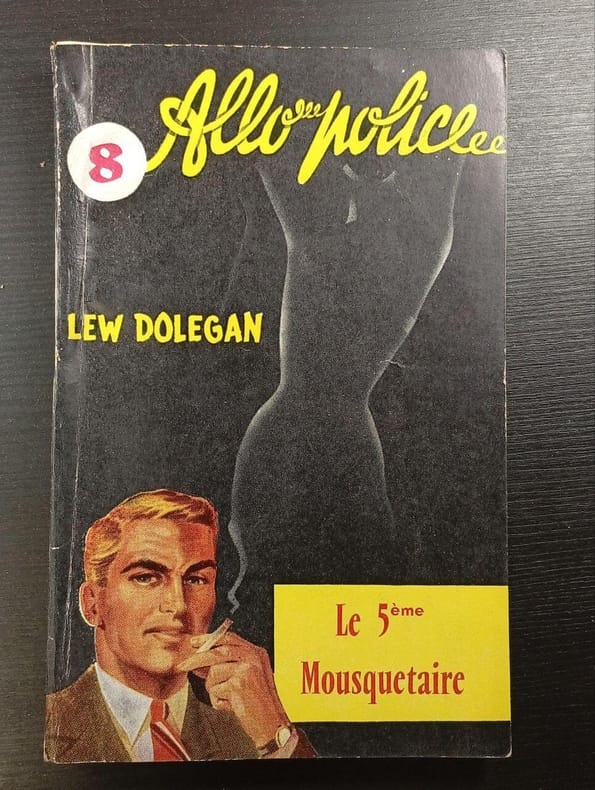 Allo... police...
8
LEW DOLEGAN
Le 5ème
Mousquetaire